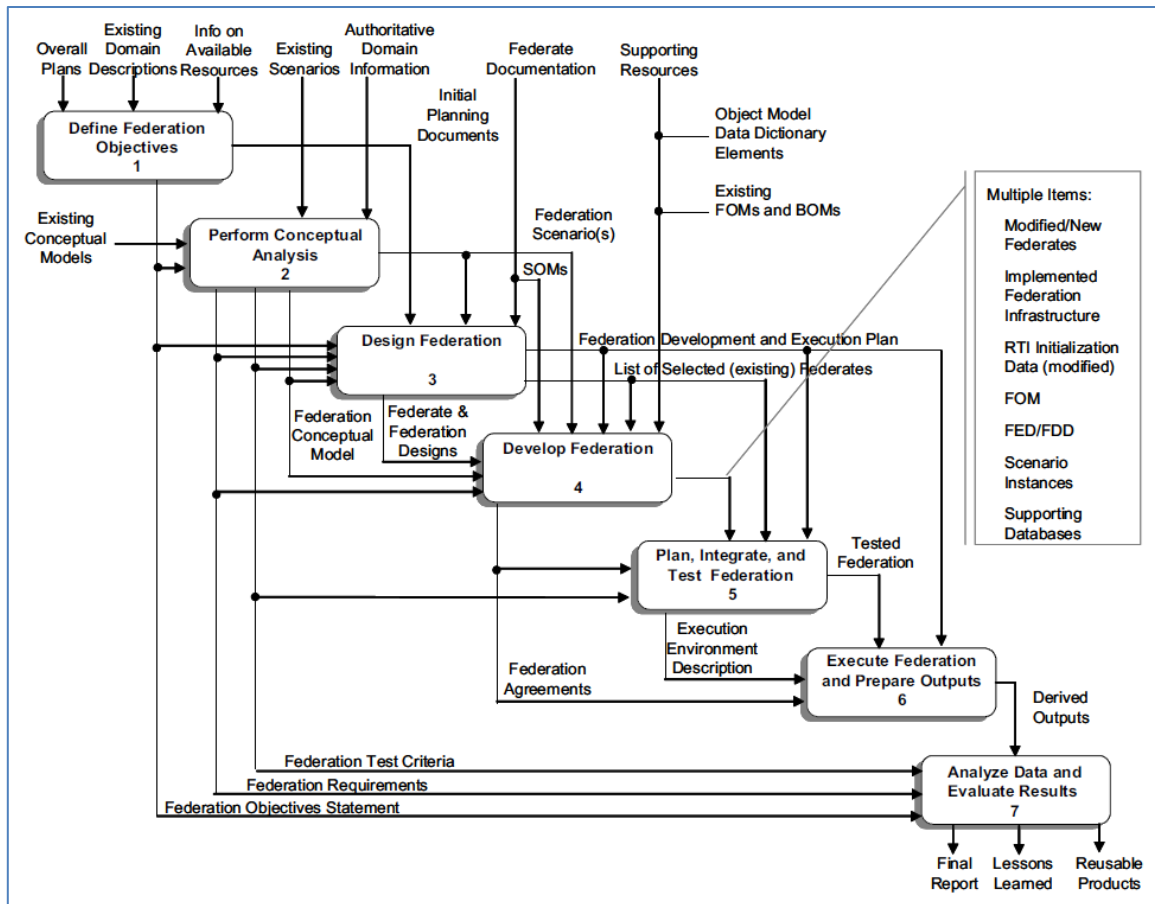 Overall
Plans
Existing
Domain
Descriptions
Info on
Available
Resources
Existing
Scenarios
Authoritative
Domain
Information
Federate
Documentation
Supporting
Resources
Define Federation
Objectives
1
Initial
Planning
Documents
Object Model
Data Dictionary
Elements
Existing
FOMs and BOMs
Existing
Conceptual
Models
Perform Conceptual
Analysis
2
Federation
Scenario(s)
SOMs
Multiple Items:
Modified/New
Federates
Implemented
Federation
Infrastructure
RTI Initialization
Data (modified)
FOM
FED/FDD
Scenario
Instances
Supporting
Databases
Design Federation
3
Federation Development and Execution Plan
List of Selected (existing) Federates
Federation
Conceptual
Model
Federate &
Federation
Designs
Develop Federation
4
Plan, Integrate, and
Test Federation
5
Tested
Federation
Execution
Environment
Description
Federation
Agreements
Execute Federation
and Prepare Outputs
6
Derived
Outputs
Federation Test Criteria
Federation Requirements
Federation Objectives Statement
Analyze Data and
Evaluate Results
7
Final
Report
Lessons
Learned
Reusable
Products